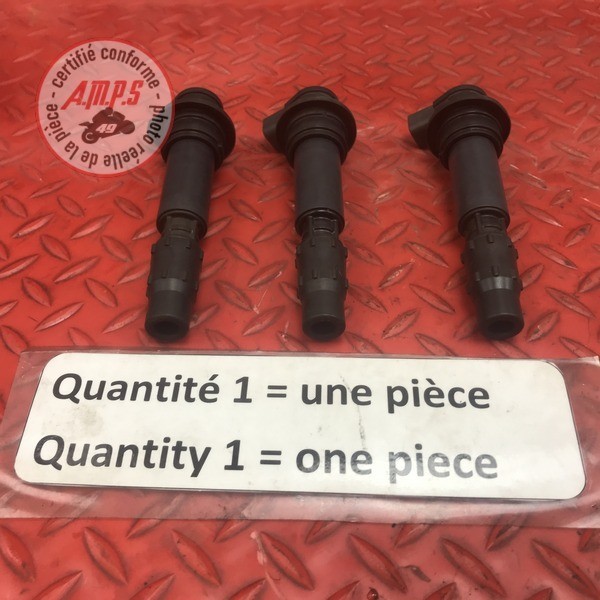 - certifié conforme - photo réelle de la pièce
A.M.P.S
49
Quantité 1 = une pièce
Quantity 1 = one piece